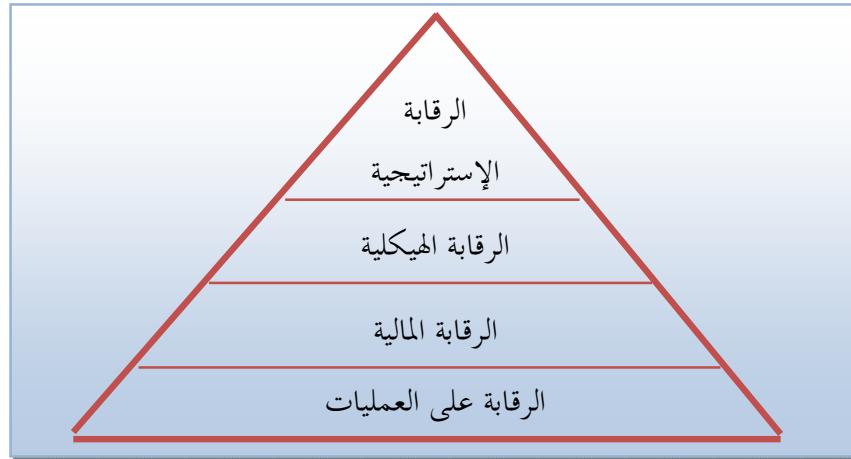 الرقابة
الإستراتيجية
الرقابة الهيكلية
الرقابة المالية
الرقابة على العمليات